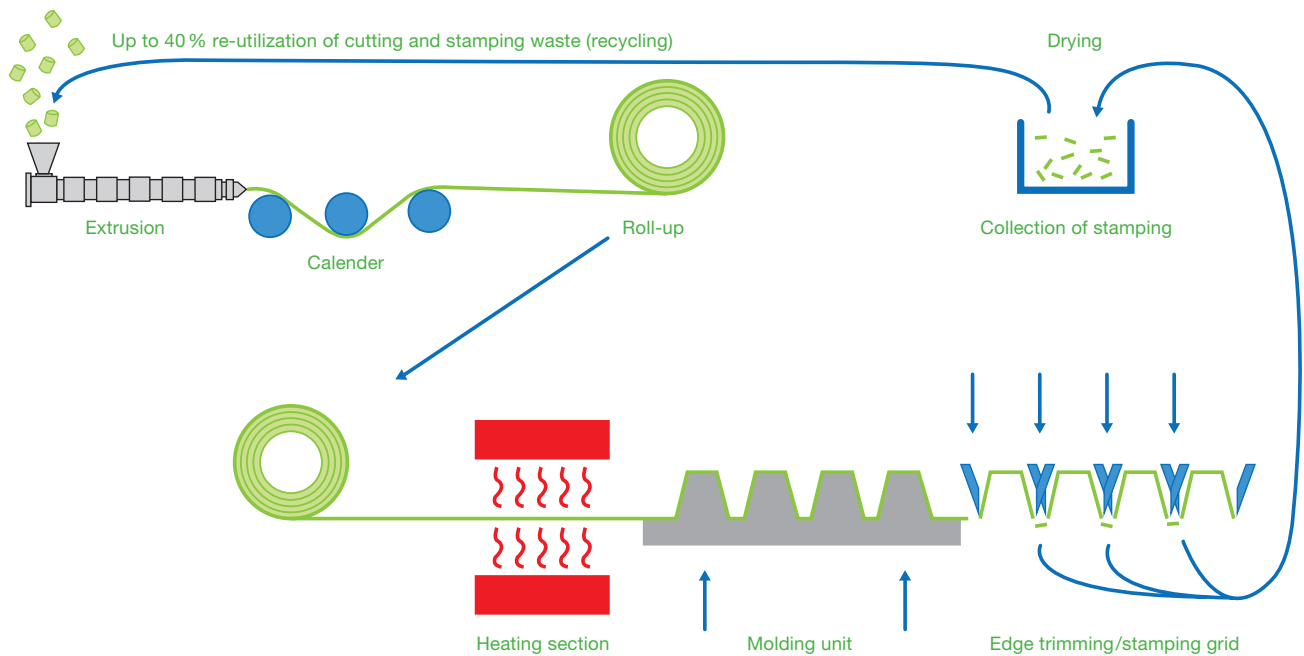 Up to 40 % re-utilization of cutting and stamping waste (recycling)
Drying
Extrusion
Calender
Roll-up
Collection of stamping
Heating section
Molding unit
Edge trimming/stamping grid